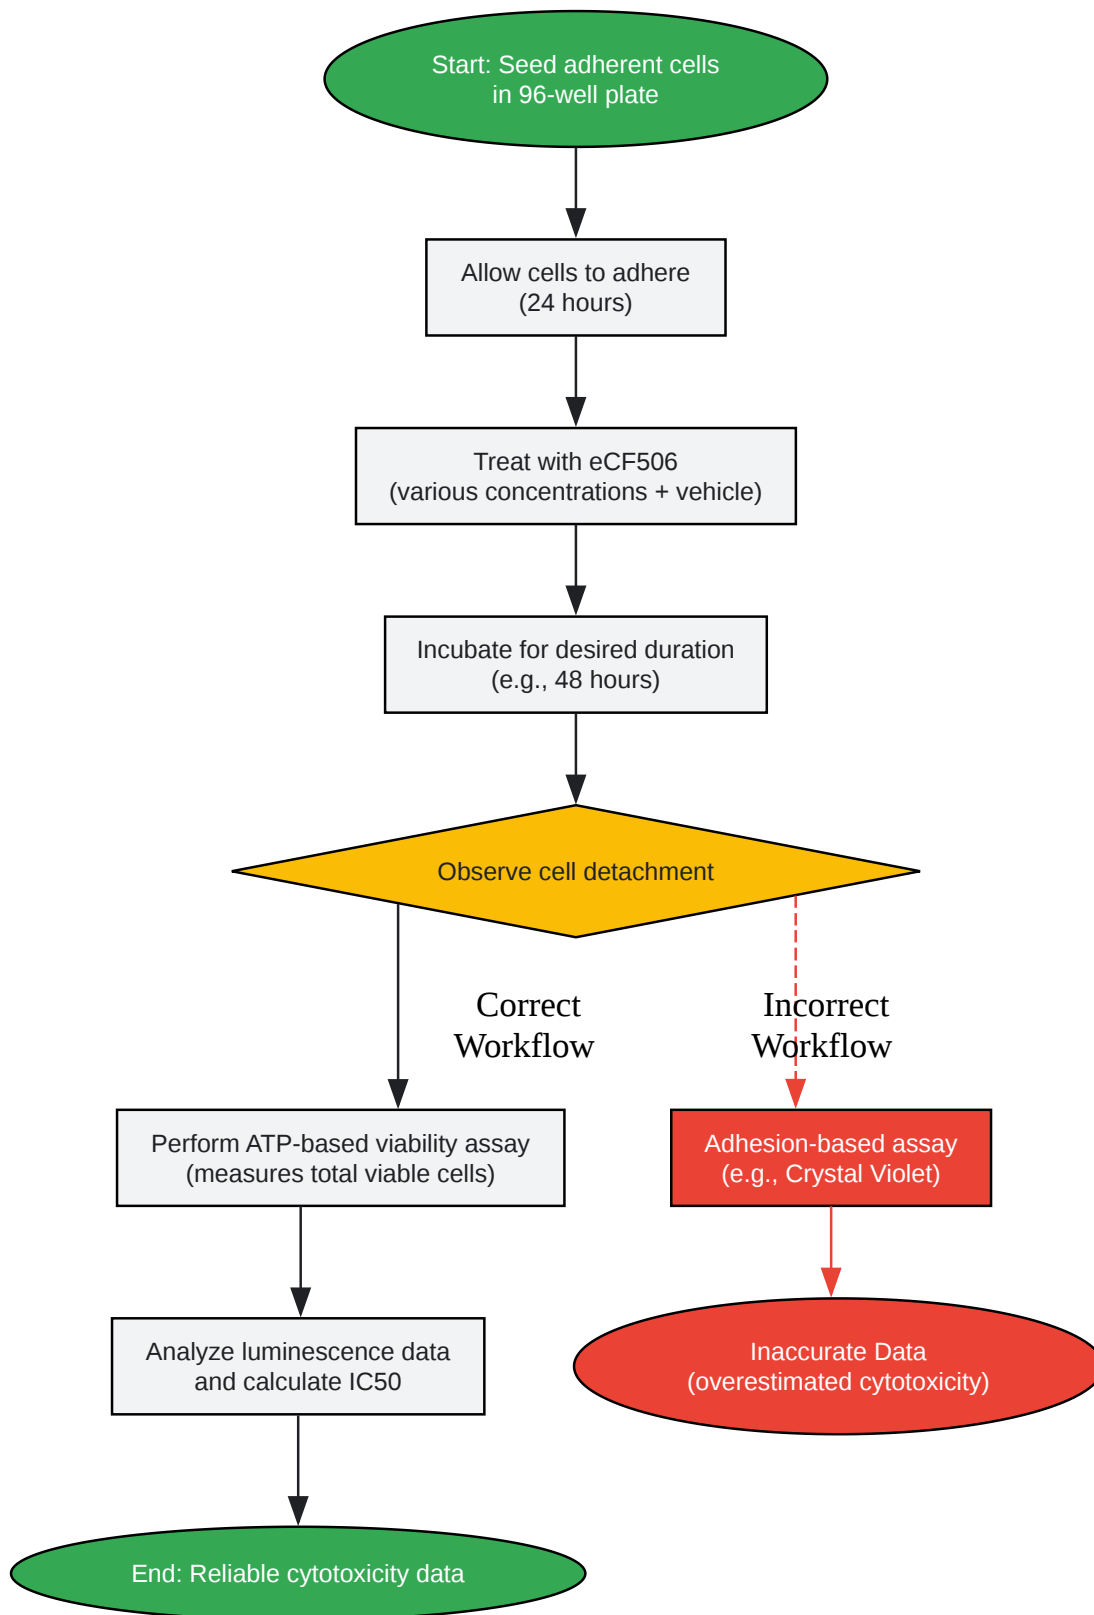 Start: Seed adherent cells
in 96-well plate
Allow cells to adhere
(24 hours)
Treat with eCF506
(various concentrations + vehicle)
Incubate for desired duration
(e.g., 48 hours)
Observe cell detachment
Correct
Workflow
Incorrect
Workflow
Perform ATP-based viability assay
(measures total viable cells)
Adhesion-based assay
(e.g., Crystal Violet)
Analyze luminescence data
and calculate IC50
Inaccurate Data
(overestimated cytotoxicity)
End: Reliable cytotoxicity data